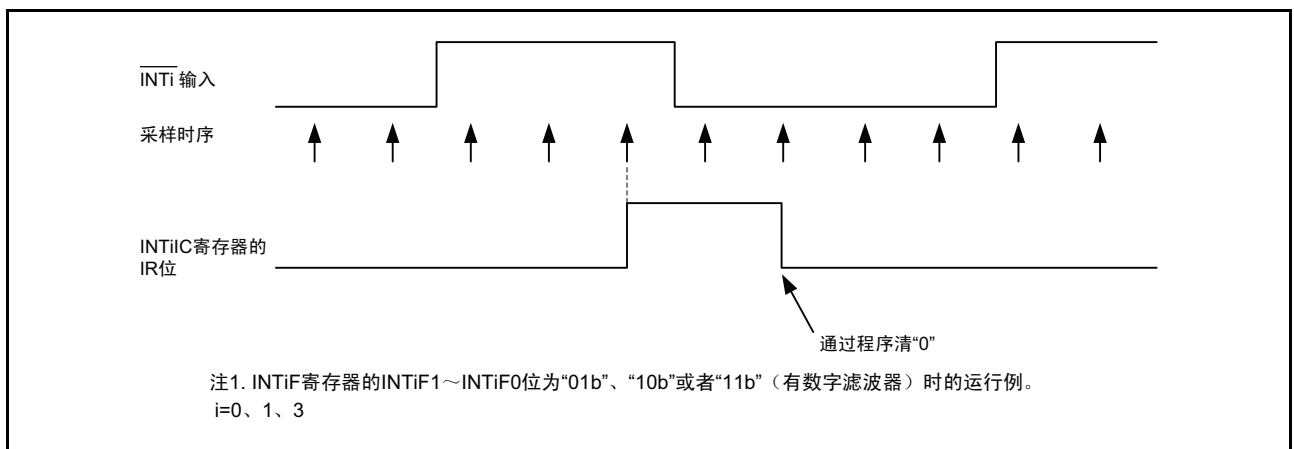 INTi 输入
采样时序
INTiIC寄存器的
IR位
通过程序清“0”
注1. INTiF寄存器的INTiF1～INTiF0位为“01b”、“10b”或者“11b”（有数字滤波器）时的运行例。
i=0、1、3